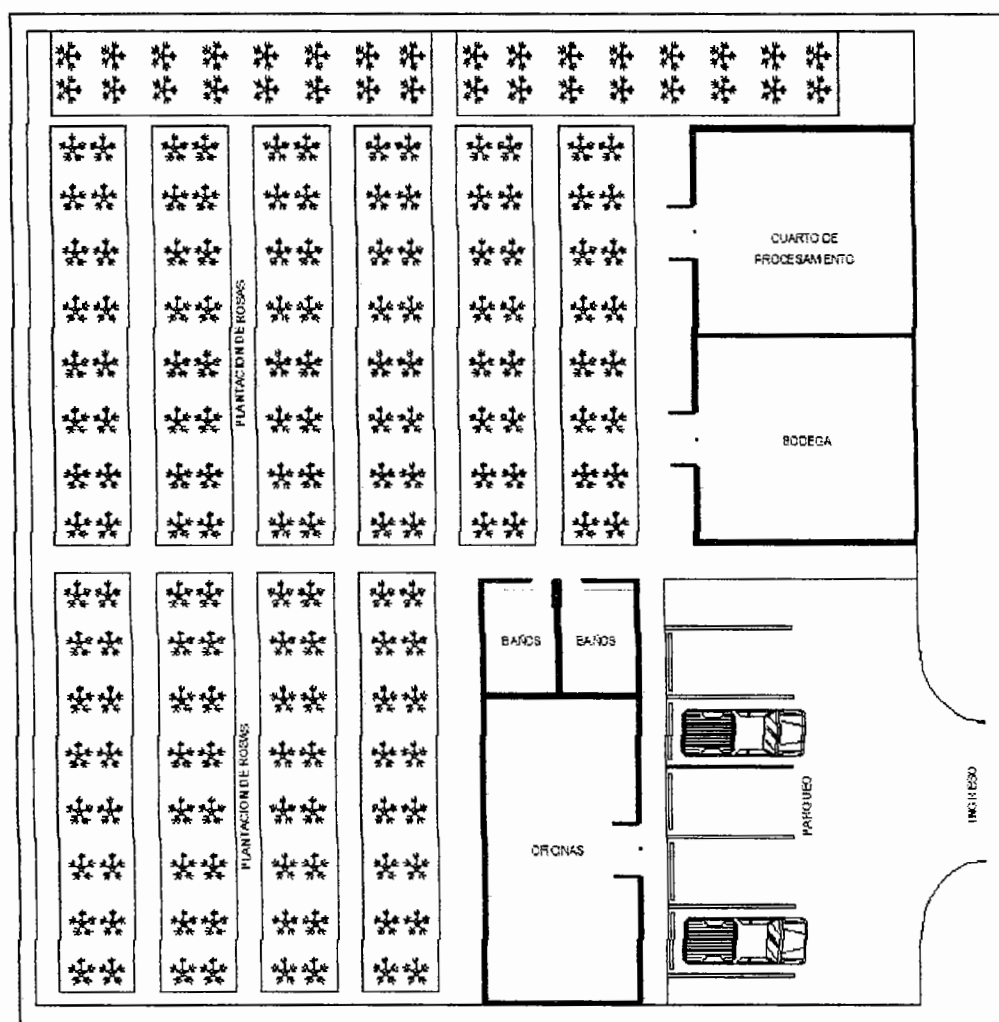 CUARTO DE
PROCESAMIENTO
PLANTACION DE ROSAS
BODEGA
BAÑOS
BAÑOS
PLANTACION DE ROSAS
OFICINAS
PARQUEO
INGRESO